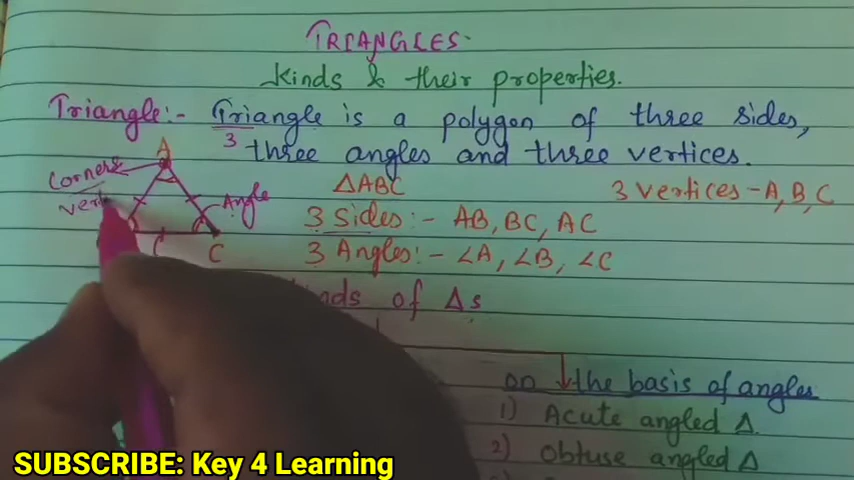 TRIANGLES.
Kinds & their properties.
Triangle:- Triangle is a polygon of three sides,
3 three angles and three vertices.
A
Corners
vert
Angle
C
ΔABC
3 vertices - A, B, C
3 Sides:- AB, BC, AC
3 Angles:- ∠A, ∠B, ∠C
of Δs
on the basis of angles
1) Acute angled Δ.
2) Obtuse angled Δ
SUBSCRIBE: Key 4 Learning